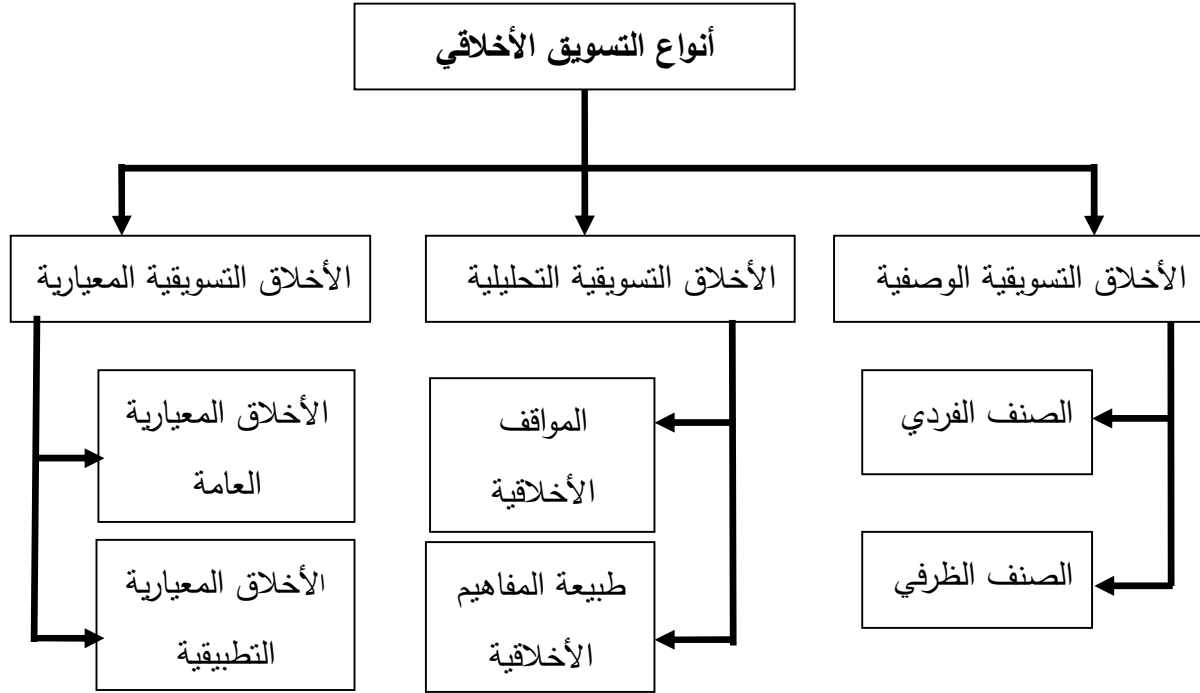 أنواع التسويق الأخلاقي
الأخلاق التسويقية الوصفية
الأخلاق التسويقية التحليلية
الأخلاق التسويقية المعيارية
الصنف الفردي
الصنف الظرفي
المواقف
الأخلاقية
طبيعة المفاهيم
الأخلاقية
الأخلاق المعيارية
العامة
الأخلاق المعيارية
التطبيقية